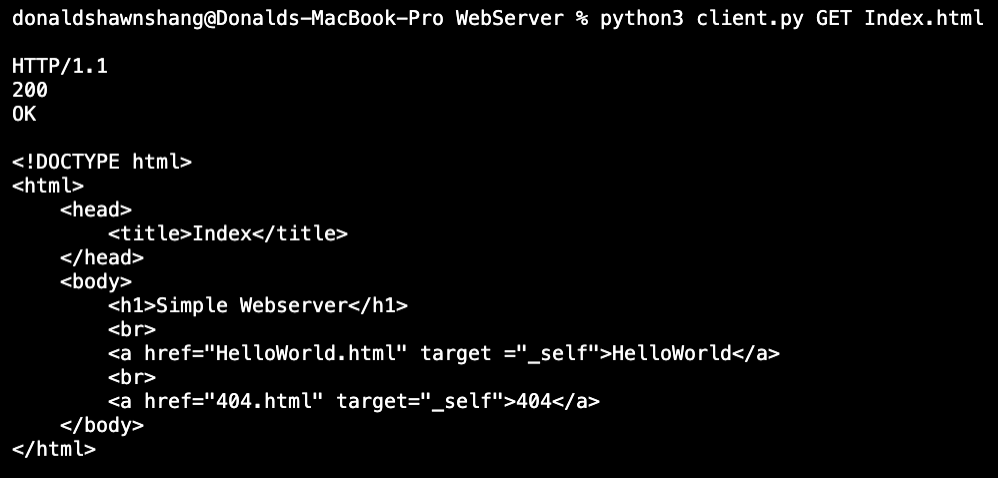 donaldshawnshang@Donalds-MacBook-Pro WebServer % python3 client.py GET Index.html
HTTP/1.1
200
OK
<!DOCTYPE html>
<html>
    <head>
        <title>Index</title>
    </head>
    <body>
        <h1>Simple Webserver</h1>
        <br>
        <a href="HelloWorld.html" target ="_self">HelloWorld</a>
        <br>
        <a href="404.html" target="_self">404</a>
    </body>
</html>